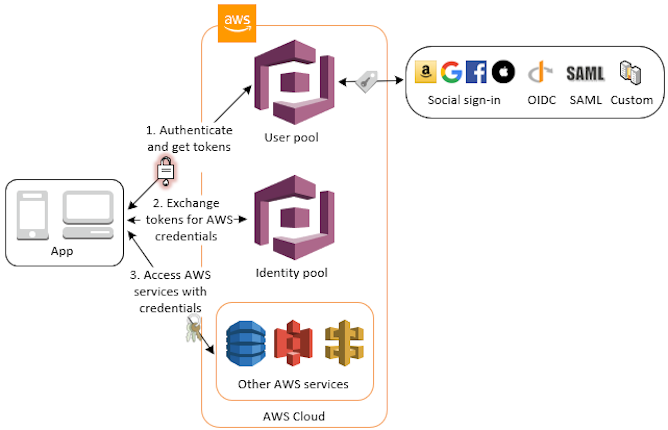 aws
User pool
a
G
f
SAML
Social sign-in
OIDC
SAML
Custom
1. Authenticate
and get tokens
App
2. Exchange
tokens for AWS
credentials
Identity pool
3. Access AWS
services with
credentials
Other AWS services
AWS Cloud